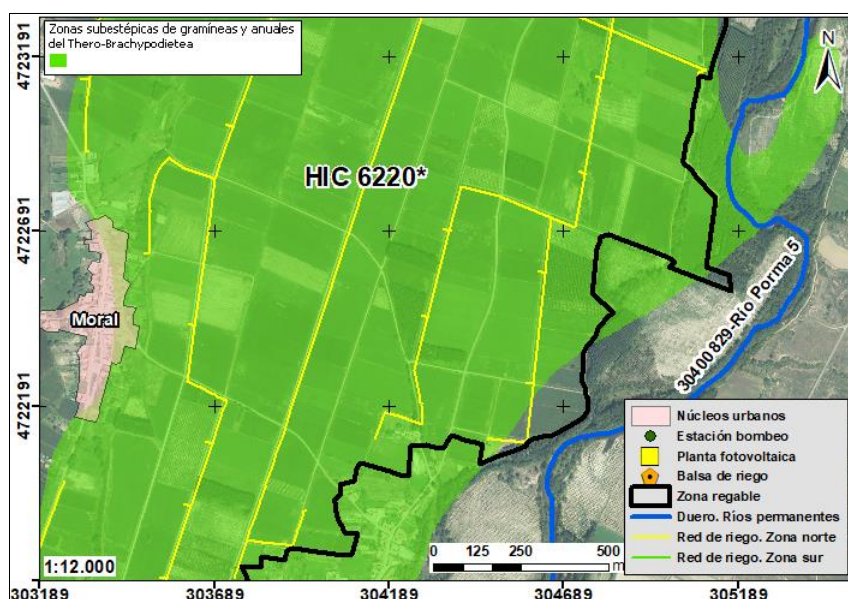 Zonas subestépicas de gramíneas y anuales
del Thero-Brachypodietea
N
4723191
4722691
4722191
HIC 6220*
Moral
30400829-Río Porma 5
Núcleos urbanos
Estación bombeo
Planta fotovoltaica
Balsa de riego
Zona regable
Duero. Ríos permanentes
Red de riego. Zona norte
Red de riego. Zona sur
1:12.000
0 125 250 500
m
303189 303689 304189 304689 305189